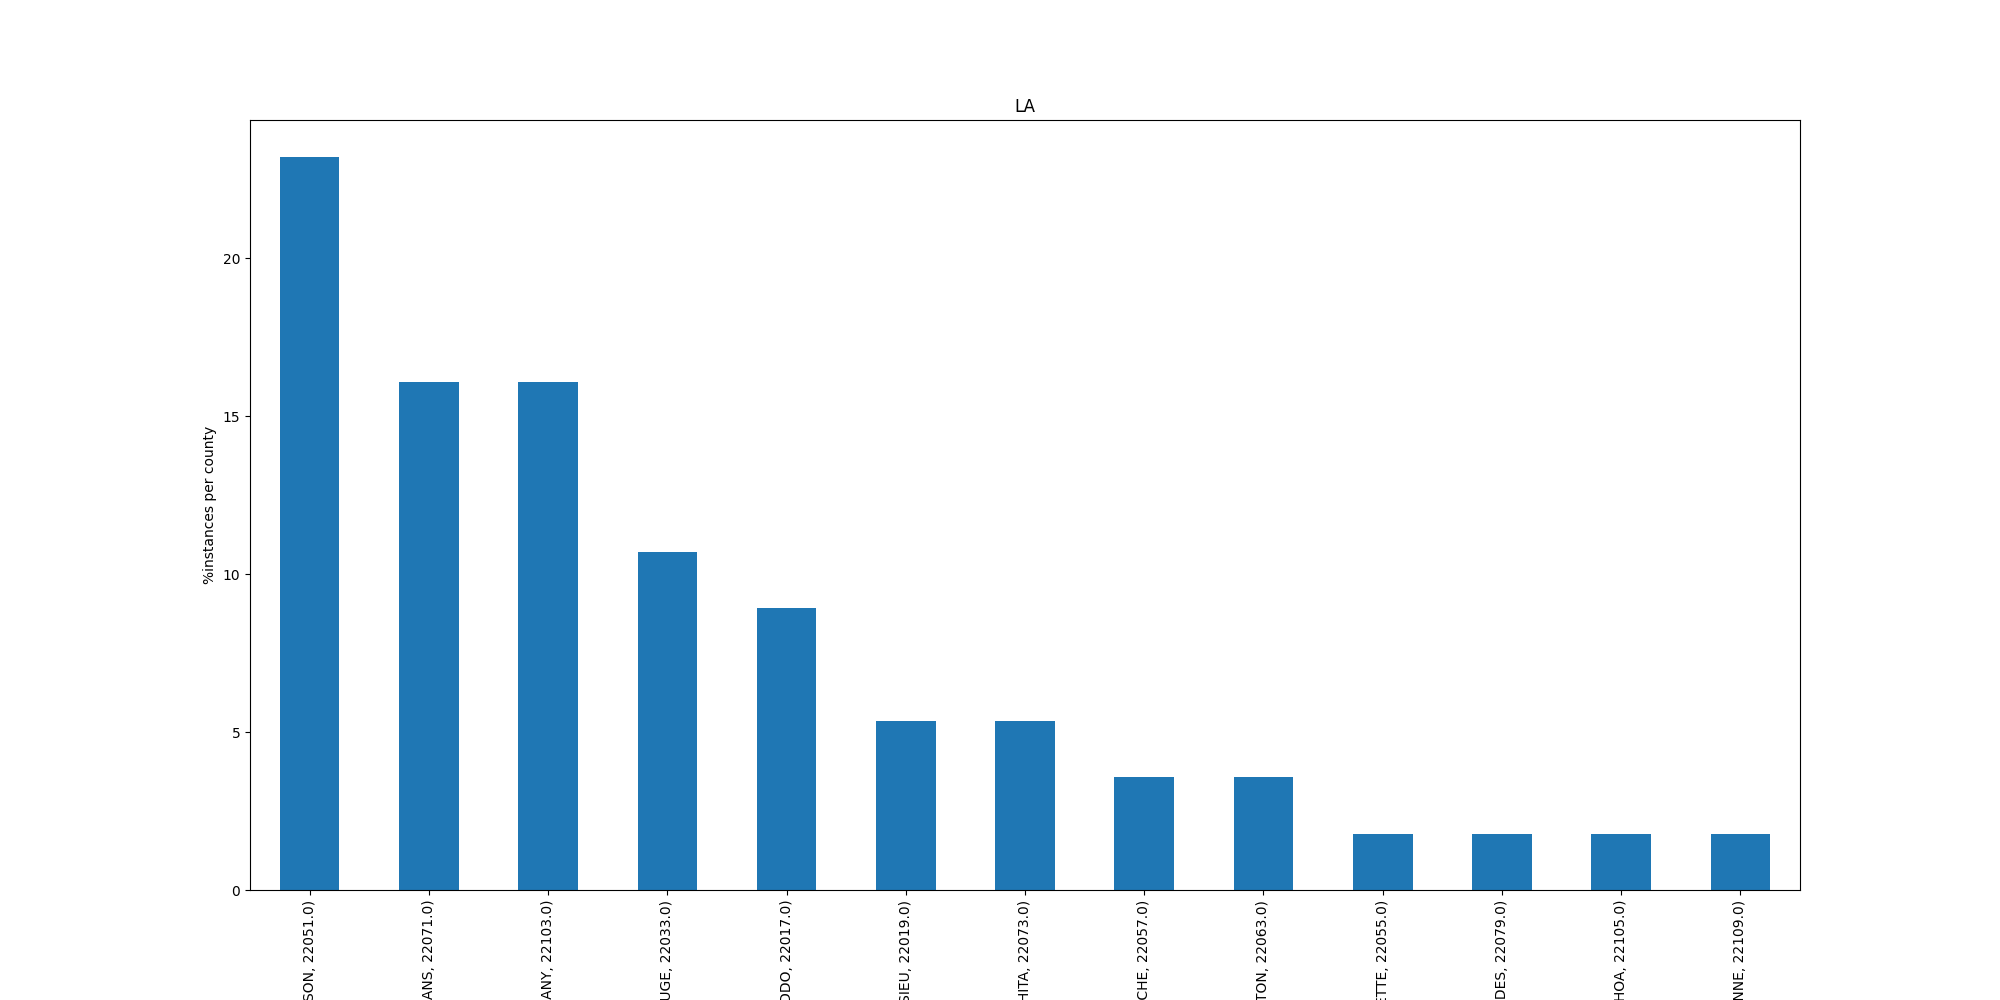 LA
%instances per county
20
15
10
5
0
SON, 22051.0)
ANS, 22071.0)
ANY, 22103.0)
UGE, 22033.0)
DDO, 22017.0)
SIEU, 22019.0)
HITA, 22073.0)
CHE, 22057.0)
TON, 22063.0)
ETTE, 22055.0)
DES, 22079.0)
HOA, 22105.0)
NNE, 22109.0)